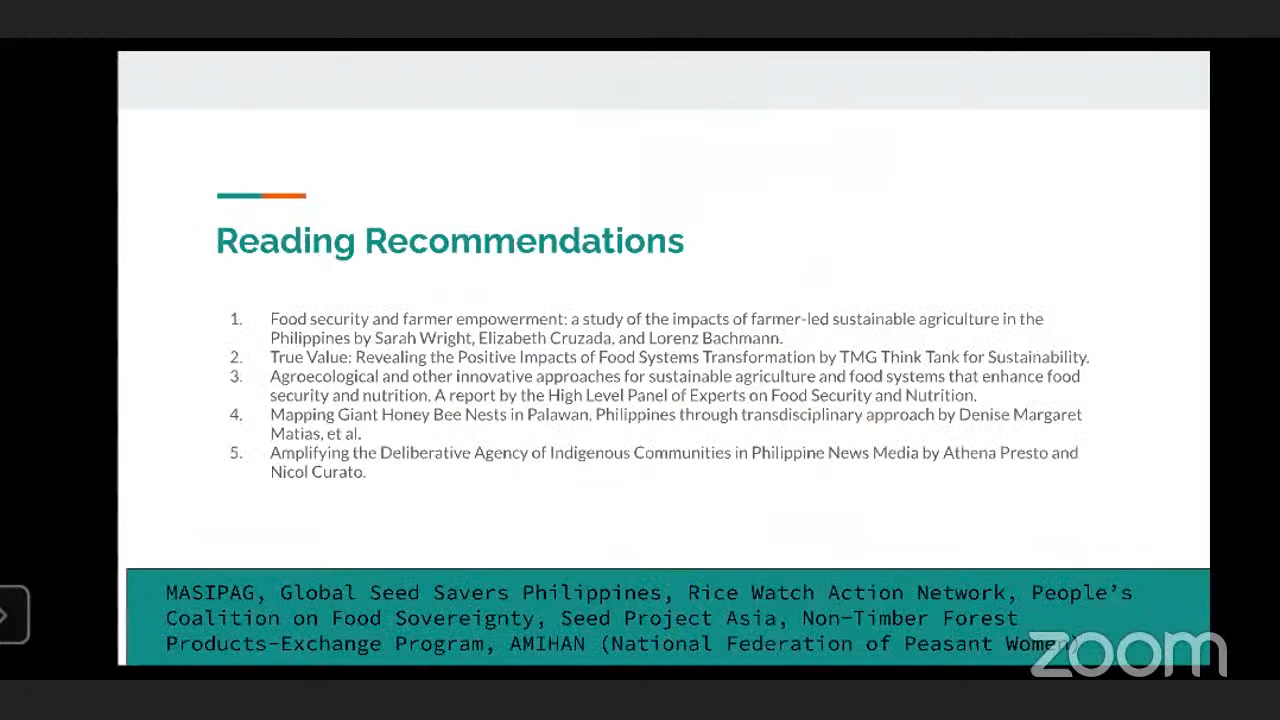 Reading Recommendations
1. Food security and farmer empowerment: a study of the impacts of farmer-led sustainable agriculture in the
Philippines by Sarah Wright, Elizabeth Cruzada, and Lorenz Bachmann.
2. True Value: Revealing the Positive Impacts of Food Systems Transformation by TMG Think Tank for Sustainability.
3. Agroecological and other innovative approaches for sustainable agriculture and food systems that enhance food
security and nutrition. A report by the High Level Panel of Experts on Food Security and Nutrition.
4. Mapping Giant Honey Bee Nests in Palawan, Philippines through transdisciplinary approach by Denise Margaret
Matias, et al.
5. Amplifying the Deliberative Agency of Indigenous Communities in Philippine News Media by Athena Presto and
Nicol Curato.
MASIPAG, Global Seed Savers Philippines, Rice Watch Action Network, People's
Coalition on Food Sovereignty, Seed Project Asia, Non-Timber Forest
Products-Exchange Program, AMIHAN (National Federation of Peasant Women)
zoom